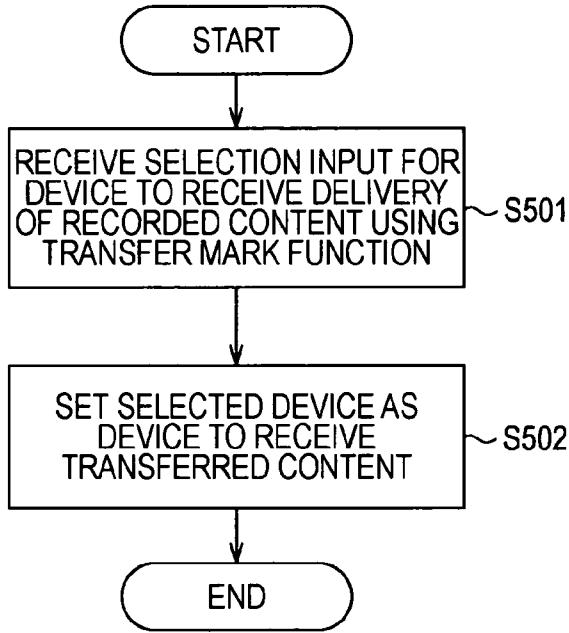 START
RECEIVE SELECTION INPUT FOR
DEVICE TO RECEIVE DELIVERY
OF RECORDED CONTENT USING
TRANSFER MARK FUNCTION
S501
SET SELECTED DEVICE AS
DEVICE TO RECEIVE
TRANSFERRED CONTENT
S502
END